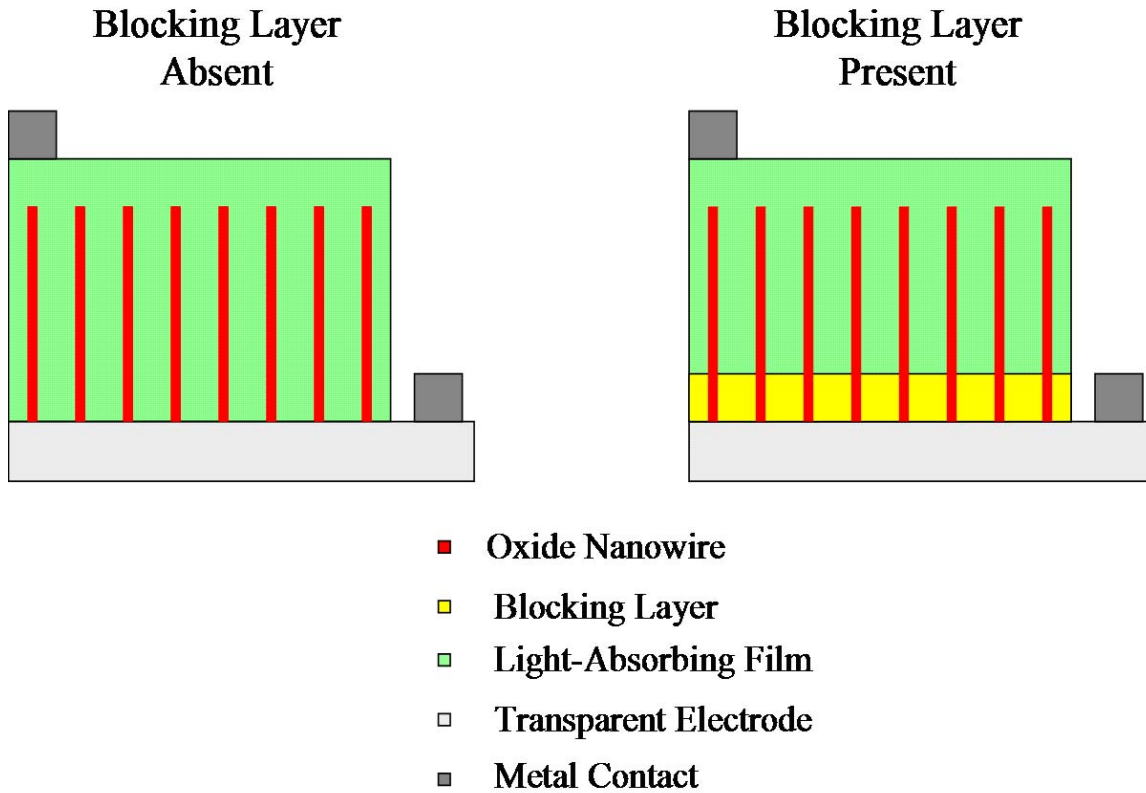 Blocking Layer
Absent
Blocking Layer
Present
Oxide Nanowire
Blocking Layer
Light-Absorbing Film
Transparent Electrode
Metal Contact